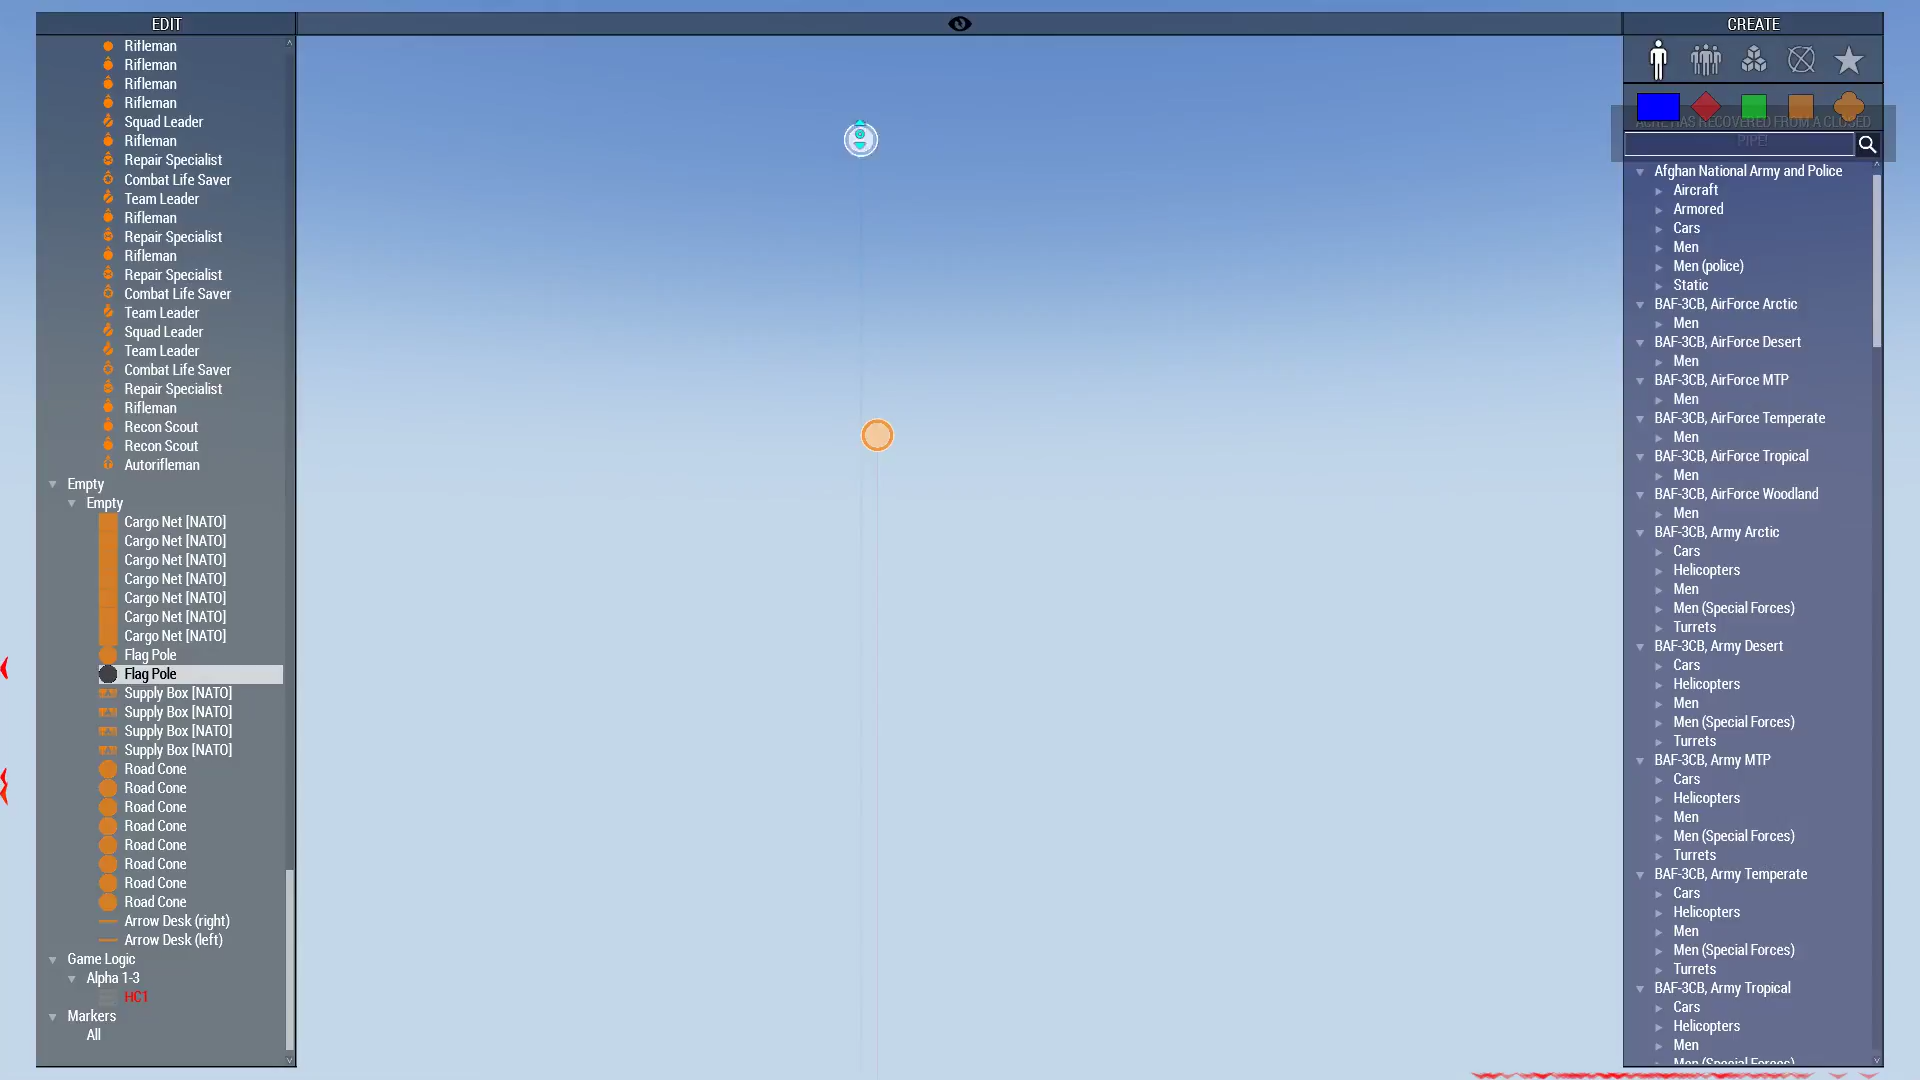 EDIT
Rifleman
Rifleman
Rifleman
Rifleman
Squad Leader
Rifleman
Repair Specialist
Combat Life Saver
Team Leader
Rifleman
Repair Specialist
Rifleman
Repair Specialist
Combat Life Saver
Team Leader
Squad Leader
Team Leader
Combat Life Saver
Repair Specialist
Rifleman
Recon Scout
Recon Scout
Autorifleman
Empty
Empty
Cargo Net [NATO]
Cargo Net [NATO]
Cargo Net [NATO]
Cargo Net [NATO]
Cargo Net [NATO]
Cargo Net [NATO]
Cargo Net [NATO]
Flag Pole
Flag Pole
Supply Box [NATO]
Supply Box [NATO]
Supply Box [NATO]
Supply Box [NATO]
Road Cone
Road Cone
Road Cone
Road Cone
Road Cone
Road Cone
Road Cone
Road Cone
Arrow Desk (right)
Arrow Desk (left)
Game Logic
Alpha 1-3
HC1
Markers
All
CREATE
ACRE HAS RECOVERED FROM A CLOSED
PIPE!
Afghan National Army and Police
Aircraft
Armored
Cars
Men
Men (police)
Static
BAF-3CB, AirForce Arctic
Men
BAF-3CB, AirForce Desert
Men
BAF-3CB, AirForce MTP
Men
BAF-3CB, AirForce Temperate
Men
BAF-3CB, AirForce Tropical
Men
BAF-3CB, AirForce Woodland
Men
BAF-3CB, Army Arctic
Cars
Helicopters
Men
Men (Special Forces)
Turrets
BAF-3CB, Army Desert
Cars
Helicopters
Men
Men (Special Forces)
Turrets
BAF-3CB, Army MTP
Cars
Helicopters
Men
Men (Special Forces)
Turrets
BAF-3CB, Army Temperate
Cars
Helicopters
Men
Men (Special Forces)
Turrets
BAF-3CB, Army Tropical
Cars
Helicopters
Men
Men (Special Forces)